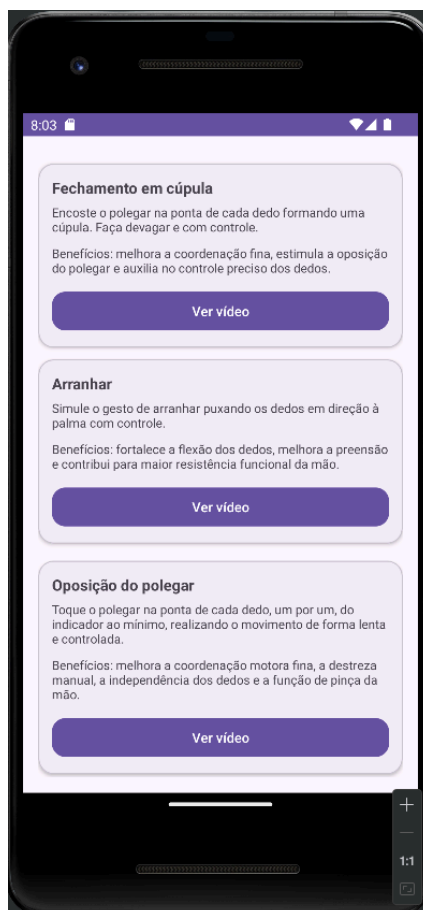 8:03
Fechamento em cúpula
Encoste o polegar na ponta de cada dedo formando uma
cúpula. Faça devagar e com controle.
Benefícios: melhora a coordenação fina, estimula a oposição
do polegar e auxilia no controle preciso dos dedos.
Ver vídeo
Arranhar
Simule o gesto de arranhar puxando os dedos em direção à
palma com controle.
Benefícios: fortalece a flexão dos dedos, melhora a preensão
e contribui para maior resistência funcional da mão.
Ver vídeo
Oposição do polegar
Toque o polegar na ponta de cada dedo, um por um, do
indicador ao mínimo, realizando o movimento de forma lenta
e controlada.
Benefícios: melhora a coordenação motora fina, a destreza
manual, a independência dos dedos e a função de pinça da
mão.
Ver vídeo
1:1